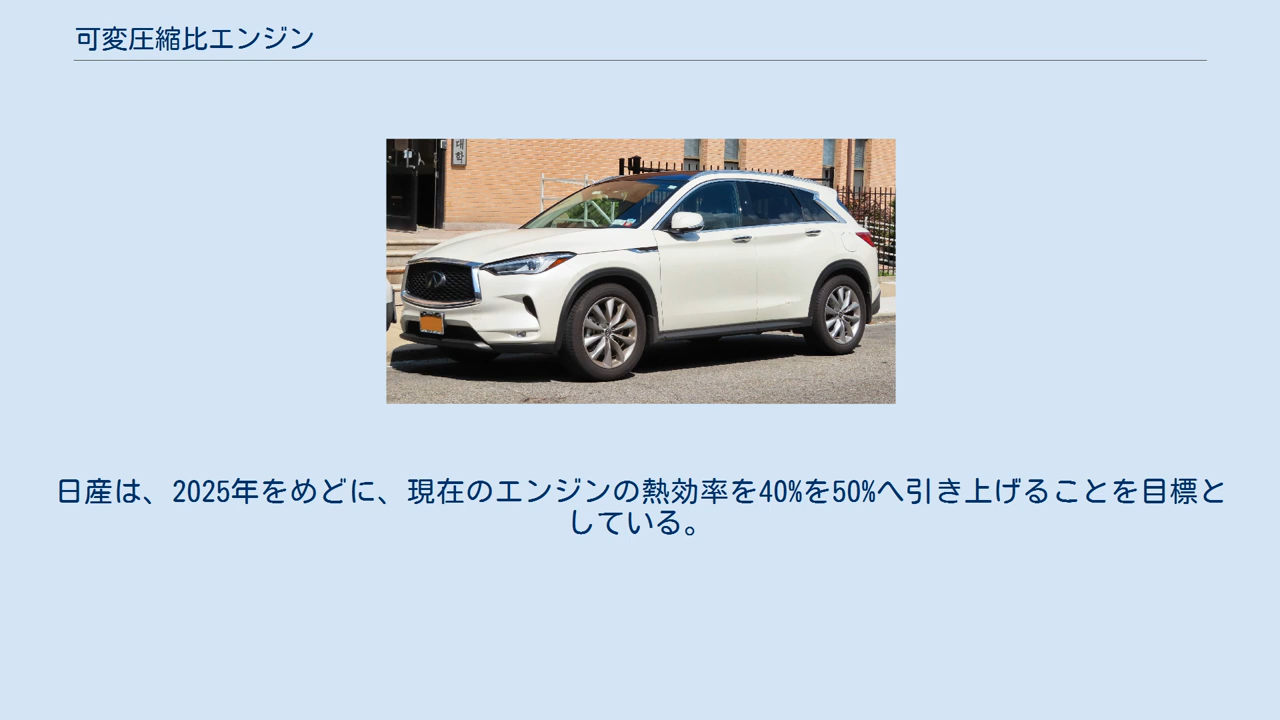 可変圧縮比エンジン
대학
日産は、2025年をめどに、現在のエンジンの熱効率を40%を50%へ引き上げることを目標と
している。